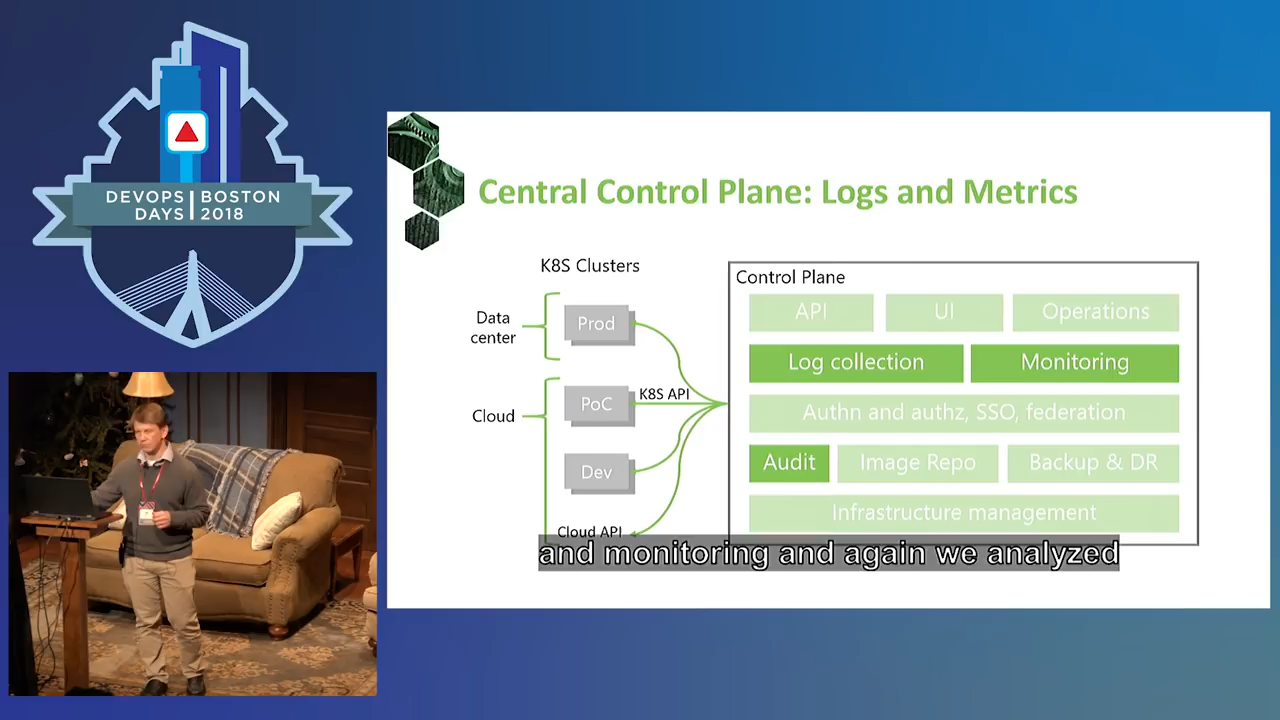 DEVOPS BOSTON
DAYS 2018
Central Control Plane: Logs and Metrics
K8S Clusters
Control Plane
API UI Operations
Data
center
Prod
Log collection Monitoring
Cloud
PoC
K8S API
Authn and authz, SSO, federation
Dev
Audit Image Repo Backup & DR
Cloud API
Infrastructure management
and monitoring and again we analyzed